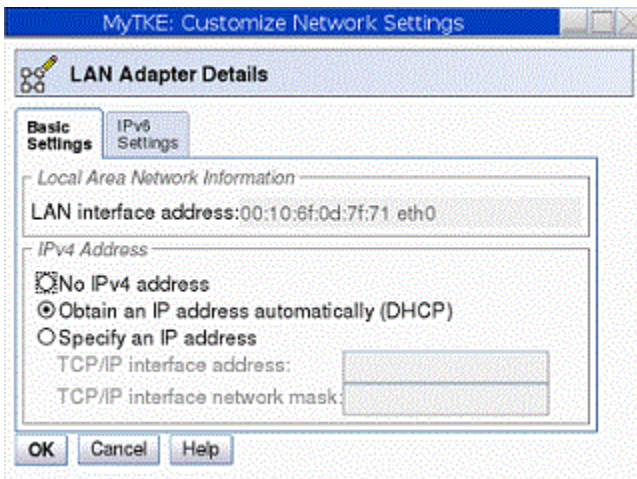 MyTKE: Customize Network Settings
LAN Adapter Details
Basic Settings
IPv6 Settings
Local Area Network Information
LAN interface address:00:10:6f:0d:7f:71 eth0
IPv4 Address
No IPv4 address
Obtain an IP address automatically (DHCP)
Specify an IP address
TCP/IP interface address:
TCP/IP interface network mask:
OK Cancel Help